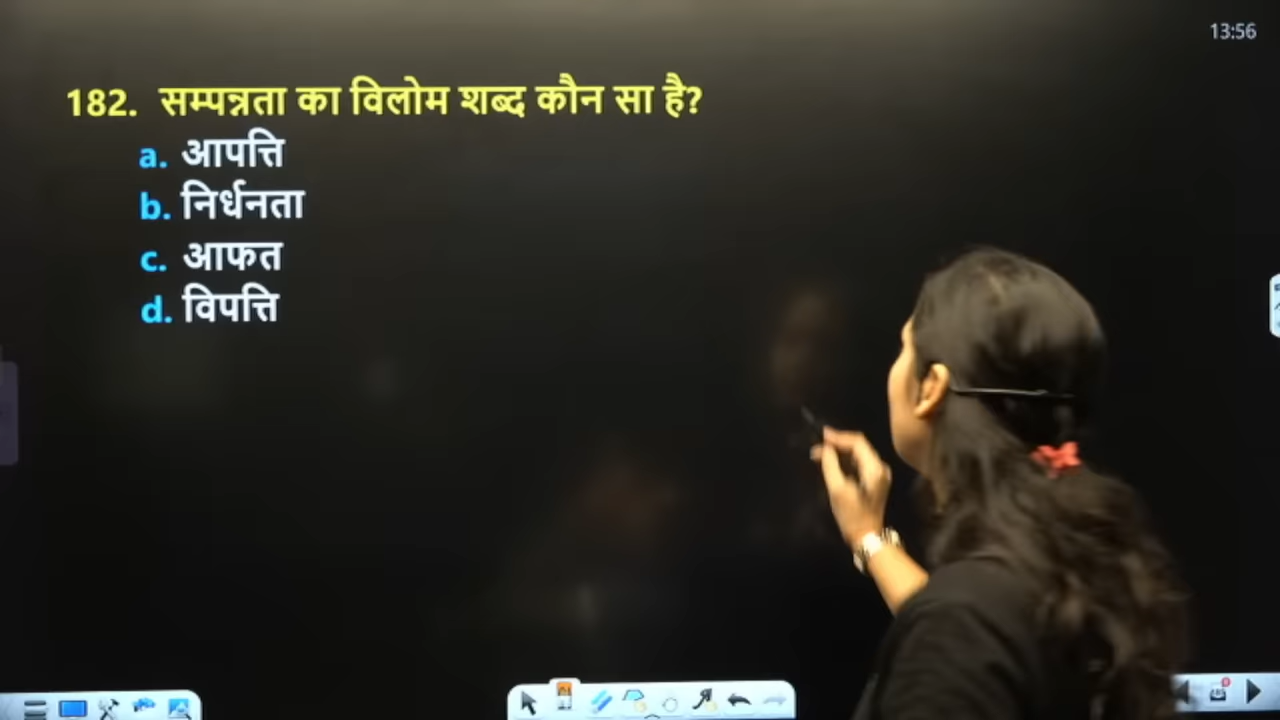 13:56
182. सम्पन्नता का विलोम शब्द कौन सा है?
a. आपत्ति
b. निर्धनता
c. आफत
d. विपत्ति